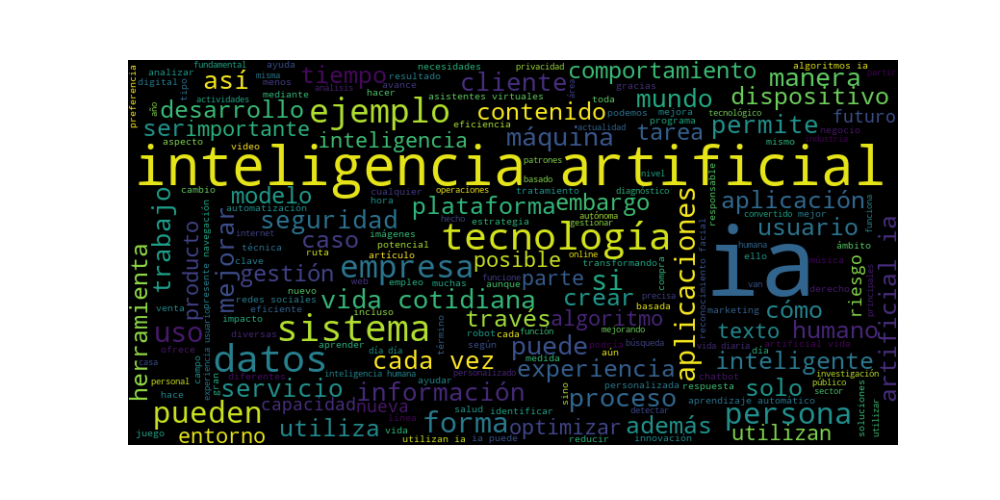 fundamental ayuda necesidades privacidad algoritmos ia
analizar misma tipo resultado comportamiento manera partir
digital así tiempo cliente área dispositivo
preferencia menos análisis avance gracias
actividades mediante hacer asistentes virtuales toda mundo futuro
año desarrollo ejemplo contenido podemos mejora tecnológico
ser importante eficiencia actualidad programa permite negocio
aspecto inteligencia máquina tarea mismo industria
video patrones
inteligencia artificial
basado nivel
cambio cualquier operaciones tratamiento diagnóstico responsable
trabajo modelo hora plataforma embargo aplicación
automatización autónoma convertido mejor funciona
producto mejorar seguridad estrategia hecho gestionar usuario
internet imágenes tecnología online humana ámbito
técnica caso potencial transformando ello
clave ruta artículo posible aplicaciones ia
herramienta gestión empresa funciones parte si van música
presente navegación web empleo muchas aunque compra reconocimiento facial derecho principales
nuevo vida cotidiana precisa crear marketing cómo riesgo
redes sociales incluso basada
venta eficiente término través algoritmo texto humano
impacto sistema robot función mejorando vida diaria
uso diversas aprender según cada podría búsqueda artificial vida
ofrece día día puede aún día
casa datos cada vez medida experiencia inteligente artificial ia
campo diferentes inteligencia humana personalizado chatbot investigación
personal gran servicio ayudar sino personalizada respuesta público
hace experiencia usuario información proceso solo sector
capacidad nueva identificar aprendizaje automático soluciones
pueden línea salud detectar persona
juego utiliza vida forma optimizar además utilizar
entorno utilizan ia ia puede reducir innovación utilizan